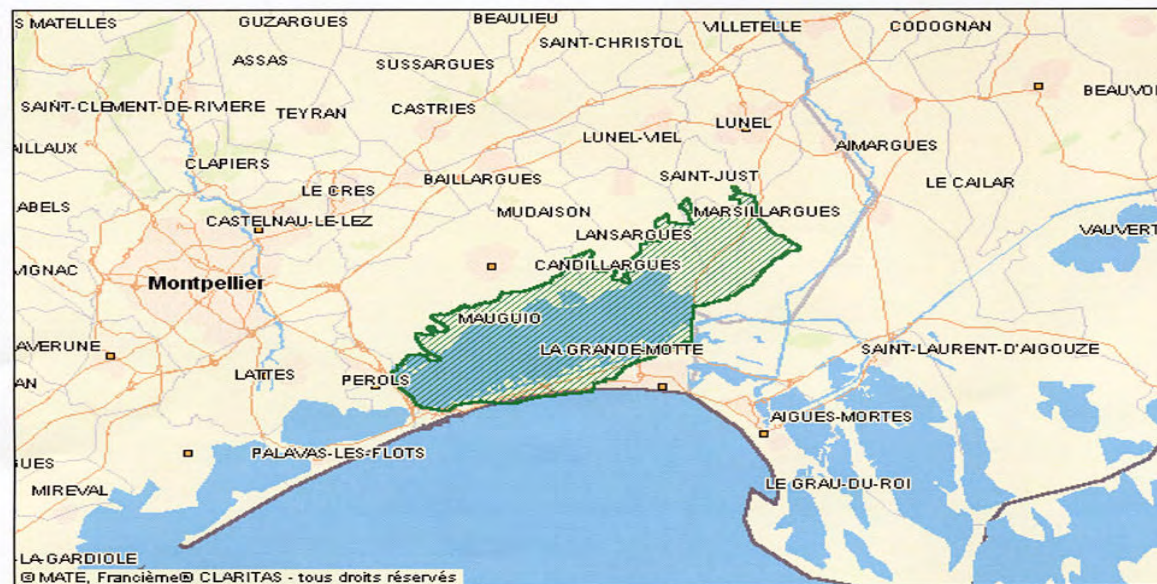 S MATELLES
GUZARGUES
BEAULIEU
VILLETELLE
CODOGNAN
SAINT-CHRISTOL
ASSAS
SUSSARGUES
BEAUVOI
SAINT-CLEMENT-DE-RIVIERE
TEYRAN
CASTRIES
LUNEL
LUNEL-VIEL
AILLAUX
AIMARGUES
CLAPIERS
SAINT-JUST
BAILLARGUES
LE CAILAR
LE CRES
ABELS
MUDAISON
MARSILLARGUES
CASTELNAU-LE-LEZ
LANSARGUES
VAUVERT
VIGNAC
CANDILLARGUES
Montpellier
MAUGUIO
AVERUNE
LA GRANDE-MOTTE
SAINT-LAURENT-D'AIGOUZE
LATTES
PEROLS
AN
AIGUES-MORTES
PALAVAS-LES-FLOTS
GUES
LE GRAU-DU-ROI
MIREVAL
-LA-GARDIOLE
© MATE, Francième® CLARITAS - tous droits réservés